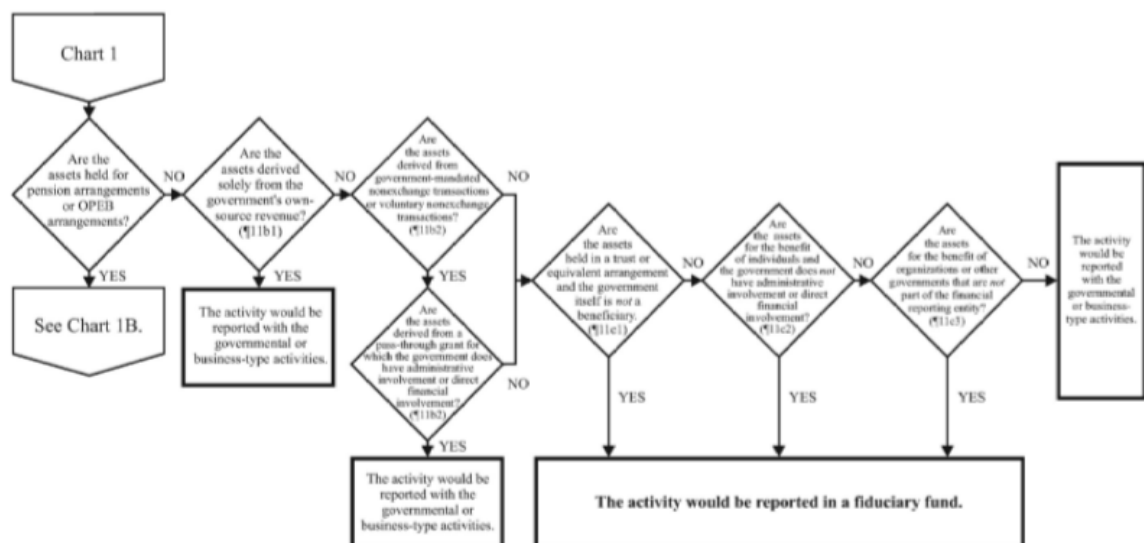 Chart 1
Are the
assets held for
pension arrangements
or OPEB
arrangements?
NO
YES
See Chart 1B.
Are the
assets derived
solely from the
government's own-
source revenue?
(¶11b1)
NO
YES
The activity would be
reported with the
governmental or
business-type activities.
Are
the assets
derived from
government-mandated
nonexchange transactions
or voluntary nonexchange
transactions?
(¶11b2)
NO
YES
Are
the assets
derived from a
pass-through grant for
which the government does
have administrative
involvement or direct
financial
involvement?
(¶11b2)
NO
YES
The activity would be
reported with the
governmental or
business-type activities.
Are
the assets
held in a trust or
equivalent arrangement
and the government
itself is not a
beneficiary.
(¶11c1)
NO
YES
Are
the assets
for the benefit
of individuals and
the government does not
have administrative
involvement or direct
financial
involvement?
(¶11c2)
NO
YES
Are
the assets
for the benefit of
organizations or other
governments that are not
part of the financial
reporting entity?
(¶11c3)
NO
YES
The activity
would be
reported
with the
governmental
or business-
type activities.
The activity would be reported in a fiduciary fund.